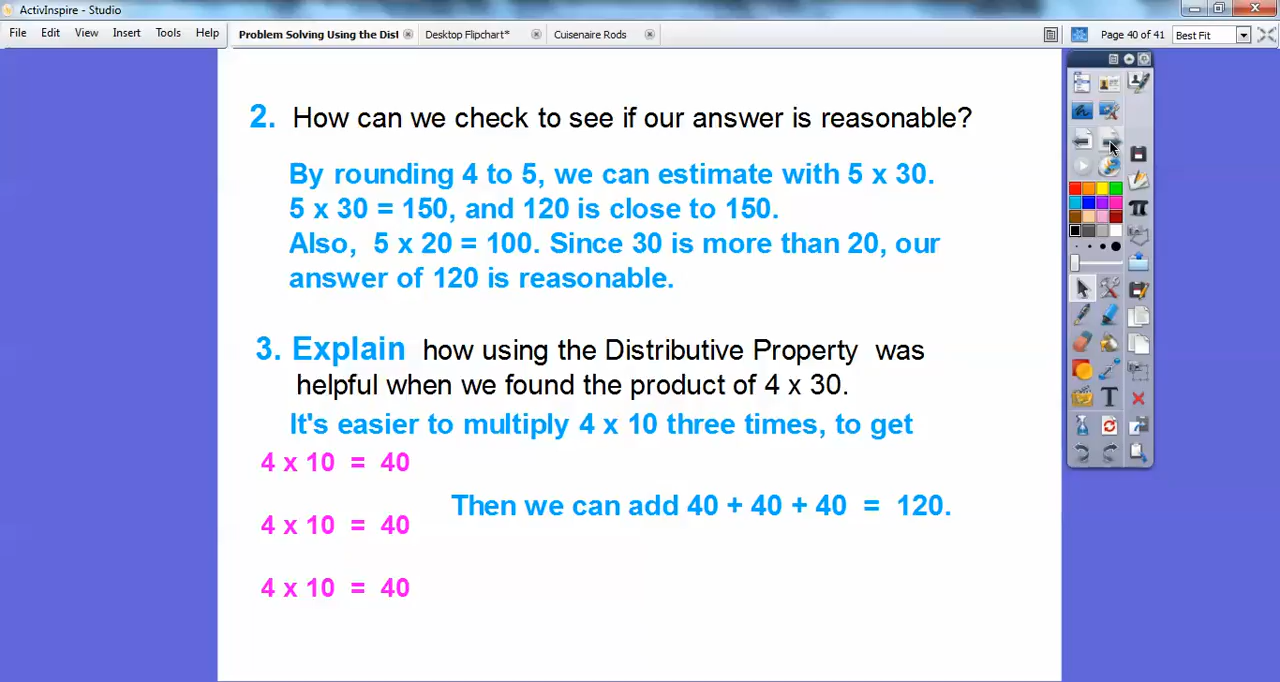 ActivInspire - Studio
File Edit View Insert Tools Help
Problem Solving Using the Dist Desktop Flipchart* Cuisenaire Rods
Page 40 of 41 Best Fit
2. How can we check to see if our answer is reasonable?
By rounding 4 to 5, we can estimate with 5 x 30.
5 x 30 = 150, and 120 is close to 150.
Also, 5 x 20 = 100. Since 30 is more than 20, our
answer of 120 is reasonable.
3. Explain how using the Distributive Property was
helpful when we found the product of 4 x 30.
It's easier to multiply 4 x 10 three times, to get
4 x 10 = 40
Then we can add 40 + 40 + 40 = 120.
4 x 10 = 40
4 x 10 = 40